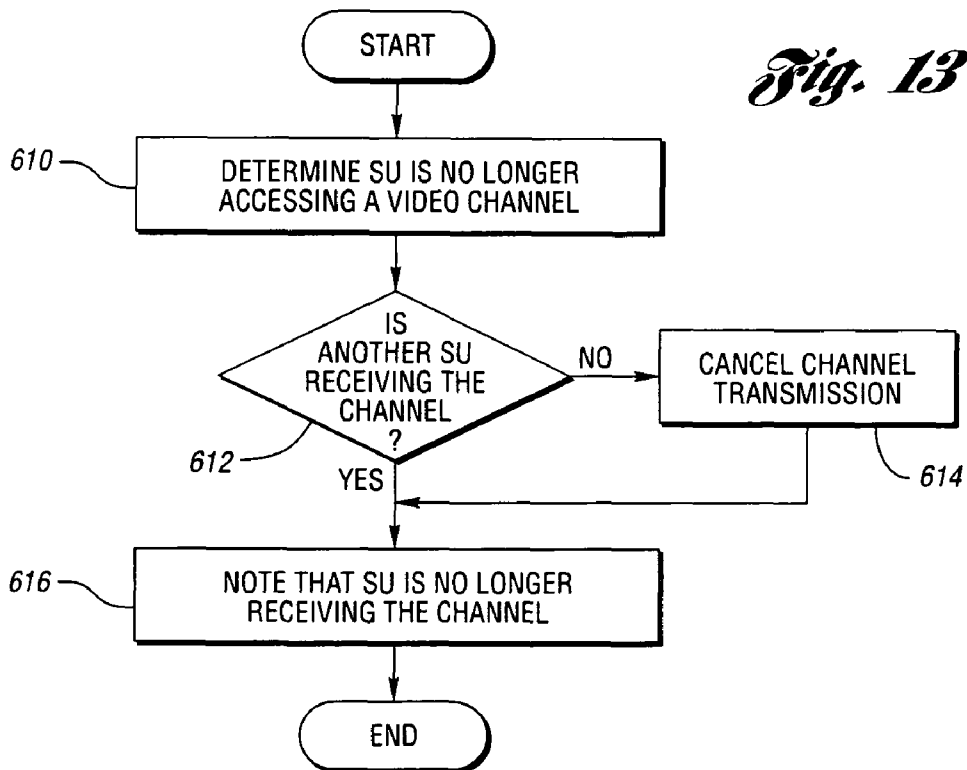 START
Fig. 13
610
DETERMINE SU IS NO LONGER
ACCESSING A VIDEO CHANNEL
IS
ANOTHER SU
RECEIVING THE
CHANNEL
?
NO
CANCEL CHANNEL
TRANSMISSION
612
614
YES
616
NOTE THAT SU IS NO LONGER
RECEIVING THE CHANNEL
END